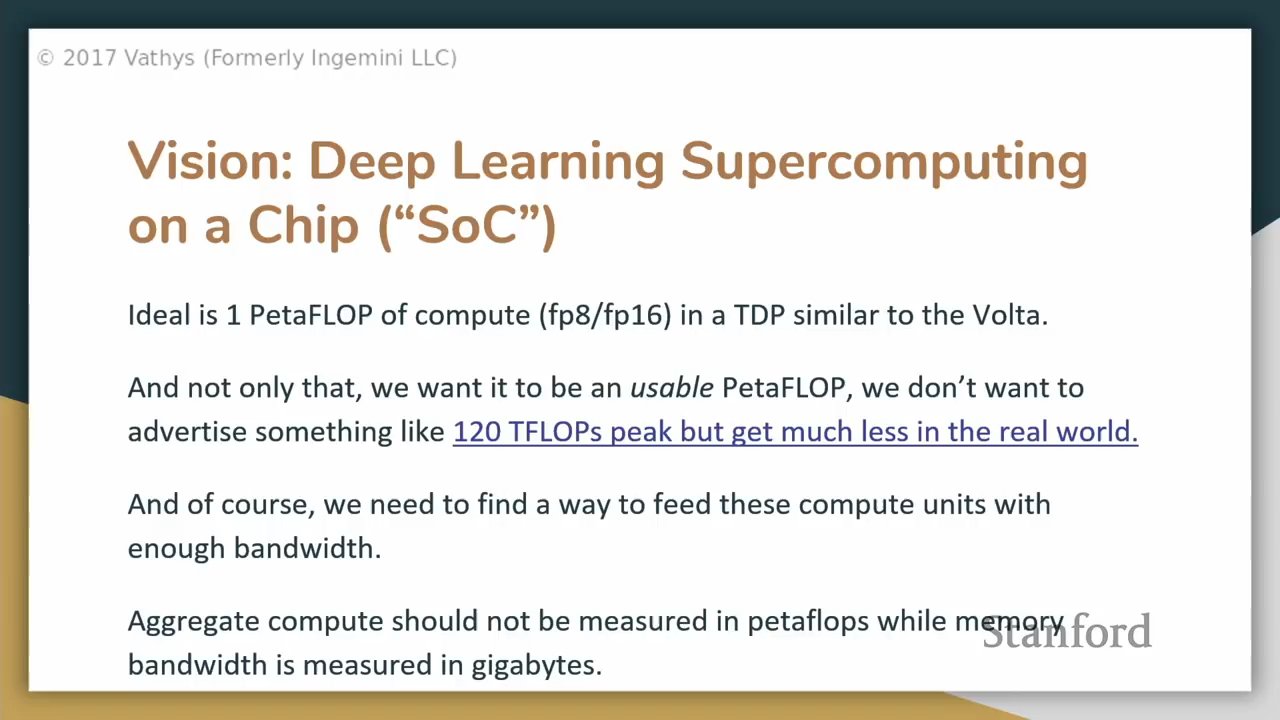 © 2017 Vathys (Formerly Ingemini LLC)
Vision: Deep Learning Supercomputing
on a Chip (“SoC”)
Ideal is 1 PetaFLOP of compute (fp8/fp16) in a TDP similar to the Volta.
And not only that, we want it to be an usable PetaFLOP, we don’t want to
advertise something like 120 TFLOPs peak but get much less in the real world.
And of course, we need to find a way to feed these compute units with
enough bandwidth.
Aggregate compute should not be measured in petaflops while memory
Stanford
bandwidth is measured in gigabytes.